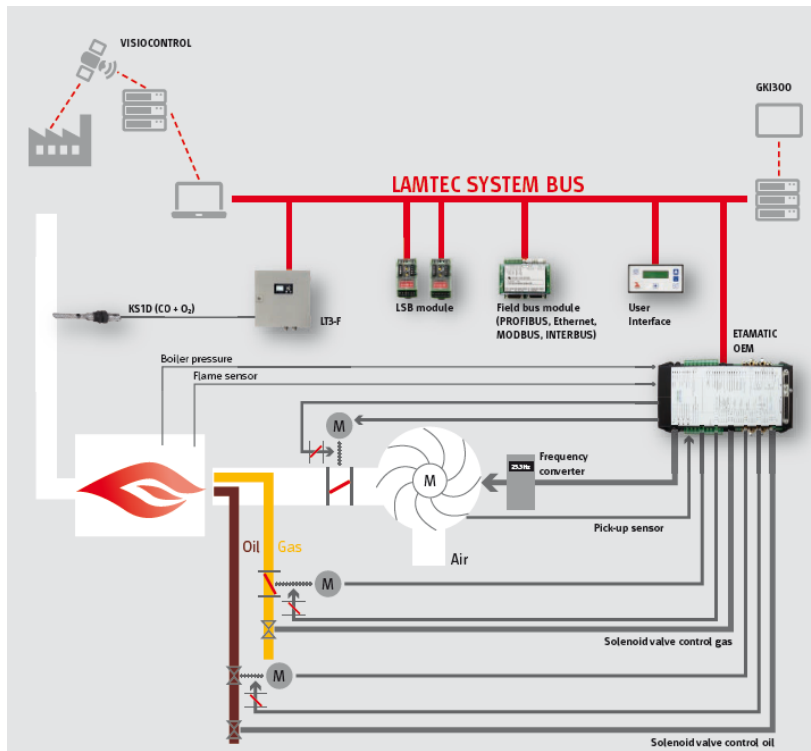 VISIOCONTROL
GKI300
LAMTEC SYSTEM BUS
KS1D (CO + O₂)
LT3-F
LSB module
Field bus module
(PROFIBUS, Ethernet,
MODBUS, INTERBUS)
User
Interface
ETAMATIC
OEM
Boiler pressure
Flame sensor
M
M
25.3Hz
Frequency
converter
Pick-up sensor
Oil
Gas
Air
M
Solenoid valve control gas
M
Solenoid valve control oil